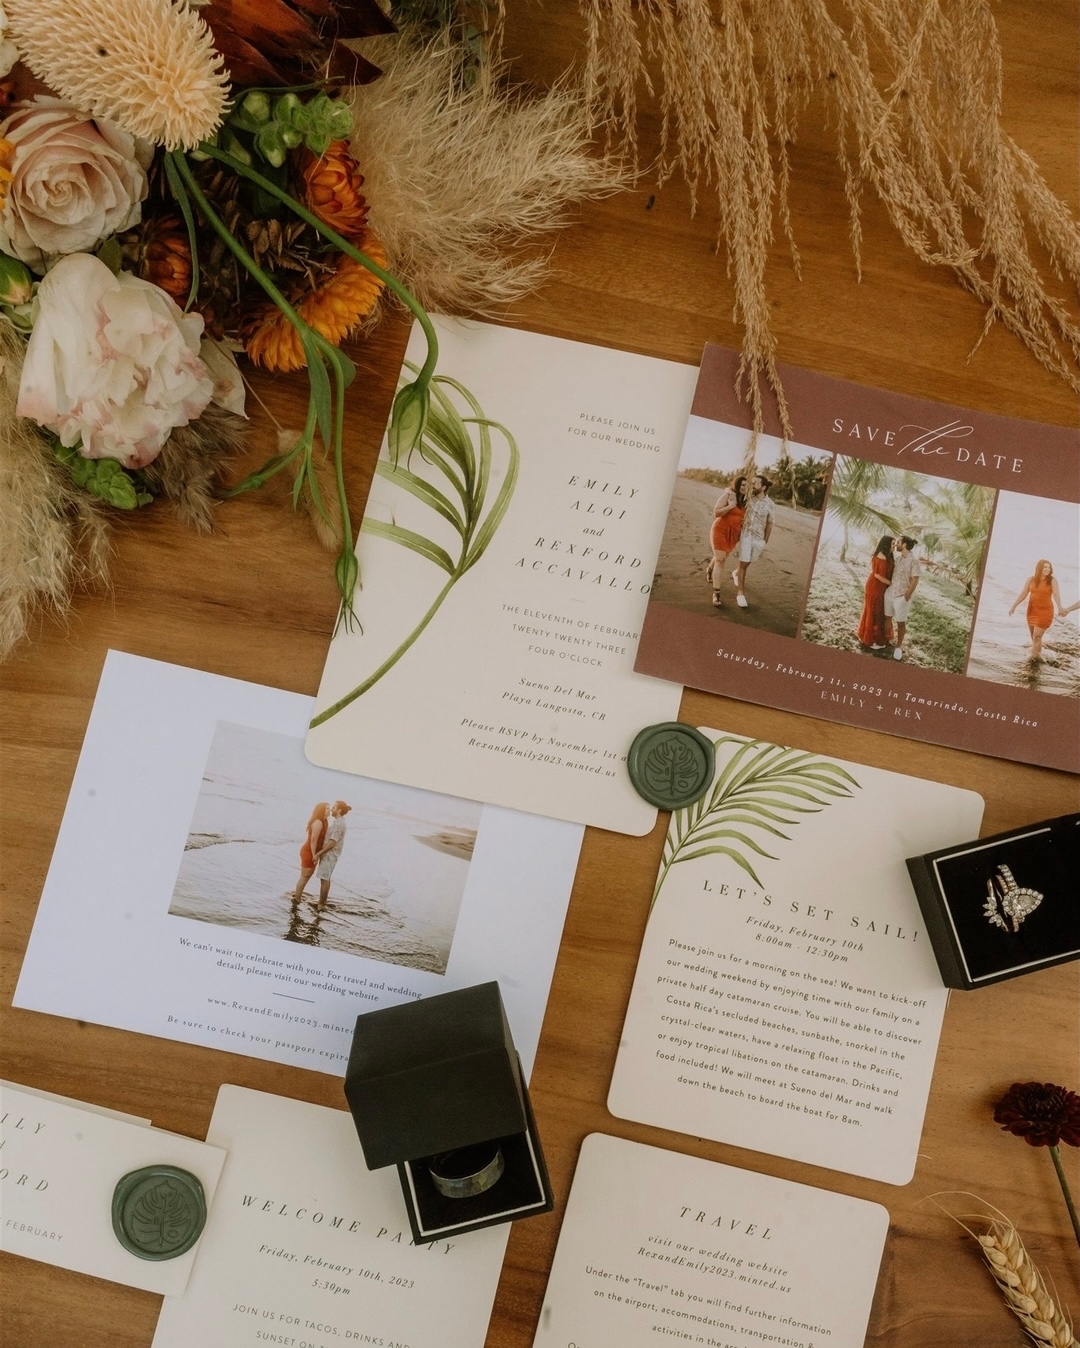 PLEASE JOIN US
FOR OUR WEDDING
EMILY
ALOI
and
REXFORD
ACCAVALLO
THE ELEVENTH OF FEBRUAR
TWENTY TWENTY THREE
FOUR O'CLOCK
Sueno Del Mar
Playa Langosta, CR
Please RSVP by November 1st a
RexandEmily2023.minted.us
SAVE the DATE
Saturday, February 11, 2023 in Tamarindo, Costa Rica
EMILY + REX
We can't wait to celebrate with you. For travel and wedding
details please visit our wedding website
www.RexandEmily2023.minted
Be sure to check your passport expira
LET'S SET SAIL!
Friday, February 10th
8:00am - 12:30pm
Please join us for a morning on the sea! We want to kick-off
our wedding weekend by enjoying time with our family on a
private half day catamaran cruise. You will be able to discover
Costa Rica's secluded beaches, sunbathe, snorkel in the
crystal-clear waters, have a relaxing float in the Pacific,
or enjoy tropical libations on the catamaran. Drinks and
food included! We will meet at Sueno del Mar and walk
down the beach to board the boat for 8am.
ILY
ORD
FEBRUARY
WELCOME PARTY
Friday, February 10th, 2023
5:30pm
JOIN US FOR TACOS, DRINKS AND
SUNSET ON
TRAVEL
visit our wedding website
RexandEmily2023.minted.us
Under the "Travel" tab you will find further information
on the airport, accommodations, transportation &
activities in the